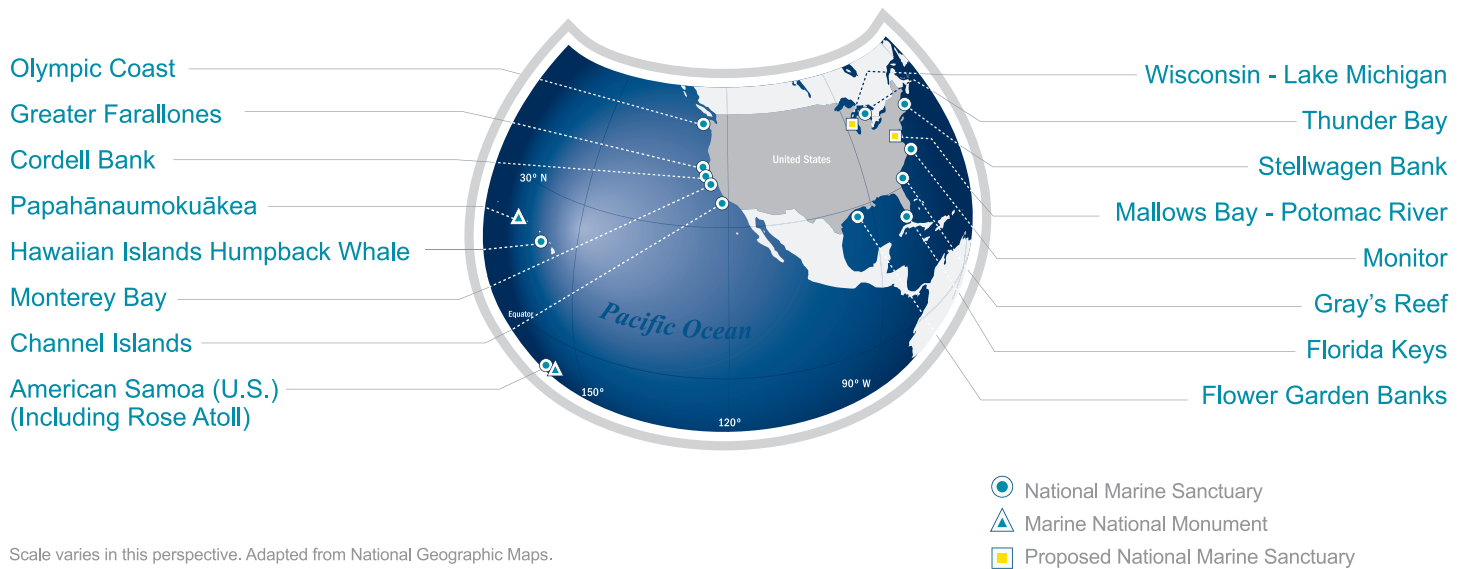 Olympic Coast
Greater Farallones
Cordell Bank
Papahānaumokuākea
Hawaiian Islands Humpback Whale
Monterey Bay
Channel Islands
American Samoa (U.S.)
(Including Rose Atoll)
United States
30° N
Equator
Pacific Ocean
150°
120°
90° W
Wisconsin - Lake Michigan
Thunder Bay
Stellwagen Bank
Mallows Bay - Potomac River
Monitor
Gray's Reef
Florida Keys
Flower Garden Banks
National Marine Sanctuary
Marine National Monument
Proposed National Marine Sanctuary
Scale varies in this perspective. Adapted from National Geographic Maps.